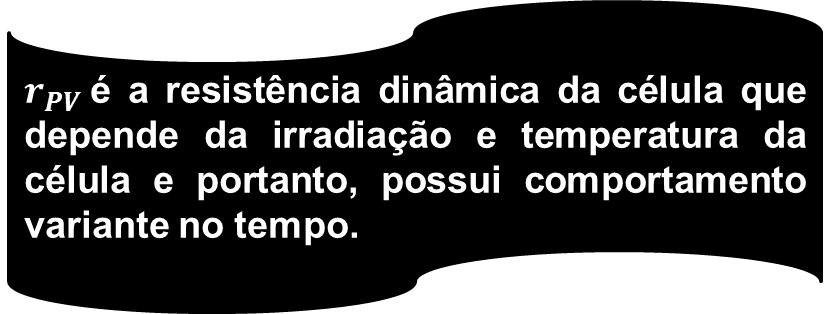 r_PV é a resistência dinâmica da célula que
depende da irradiação e temperatura da
célula e portanto, possui comportamento
variante no tempo.